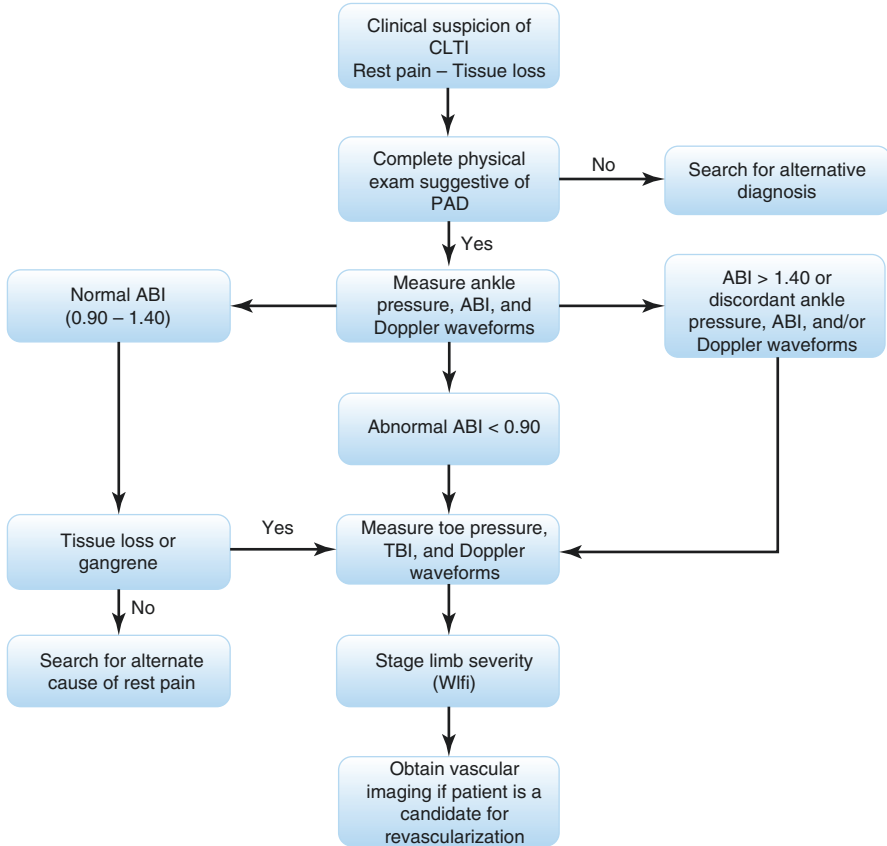 Clinical suspicion of
CLTI
Rest pain – Tissue loss
Complete physical
exam suggestive of
PAD
No
Search for alternative
diagnosis
Yes
Normal ABI
(0.90 – 1.40)
Measure ankle
pressure, ABI, and
Doppler waveforms
ABI > 1.40 or
discordant ankle
pressure, ABI, and/or
Doppler waveforms
Abnormal ABI < 0.90
Tissue loss or
gangrene
Yes
Measure toe pressure,
TBI, and Doppler
waveforms
No
Search for alternate
cause of rest pain
Stage limb severity
(WIfi)
Obtain vascular
imaging if patient is a
candidate for
revascularization